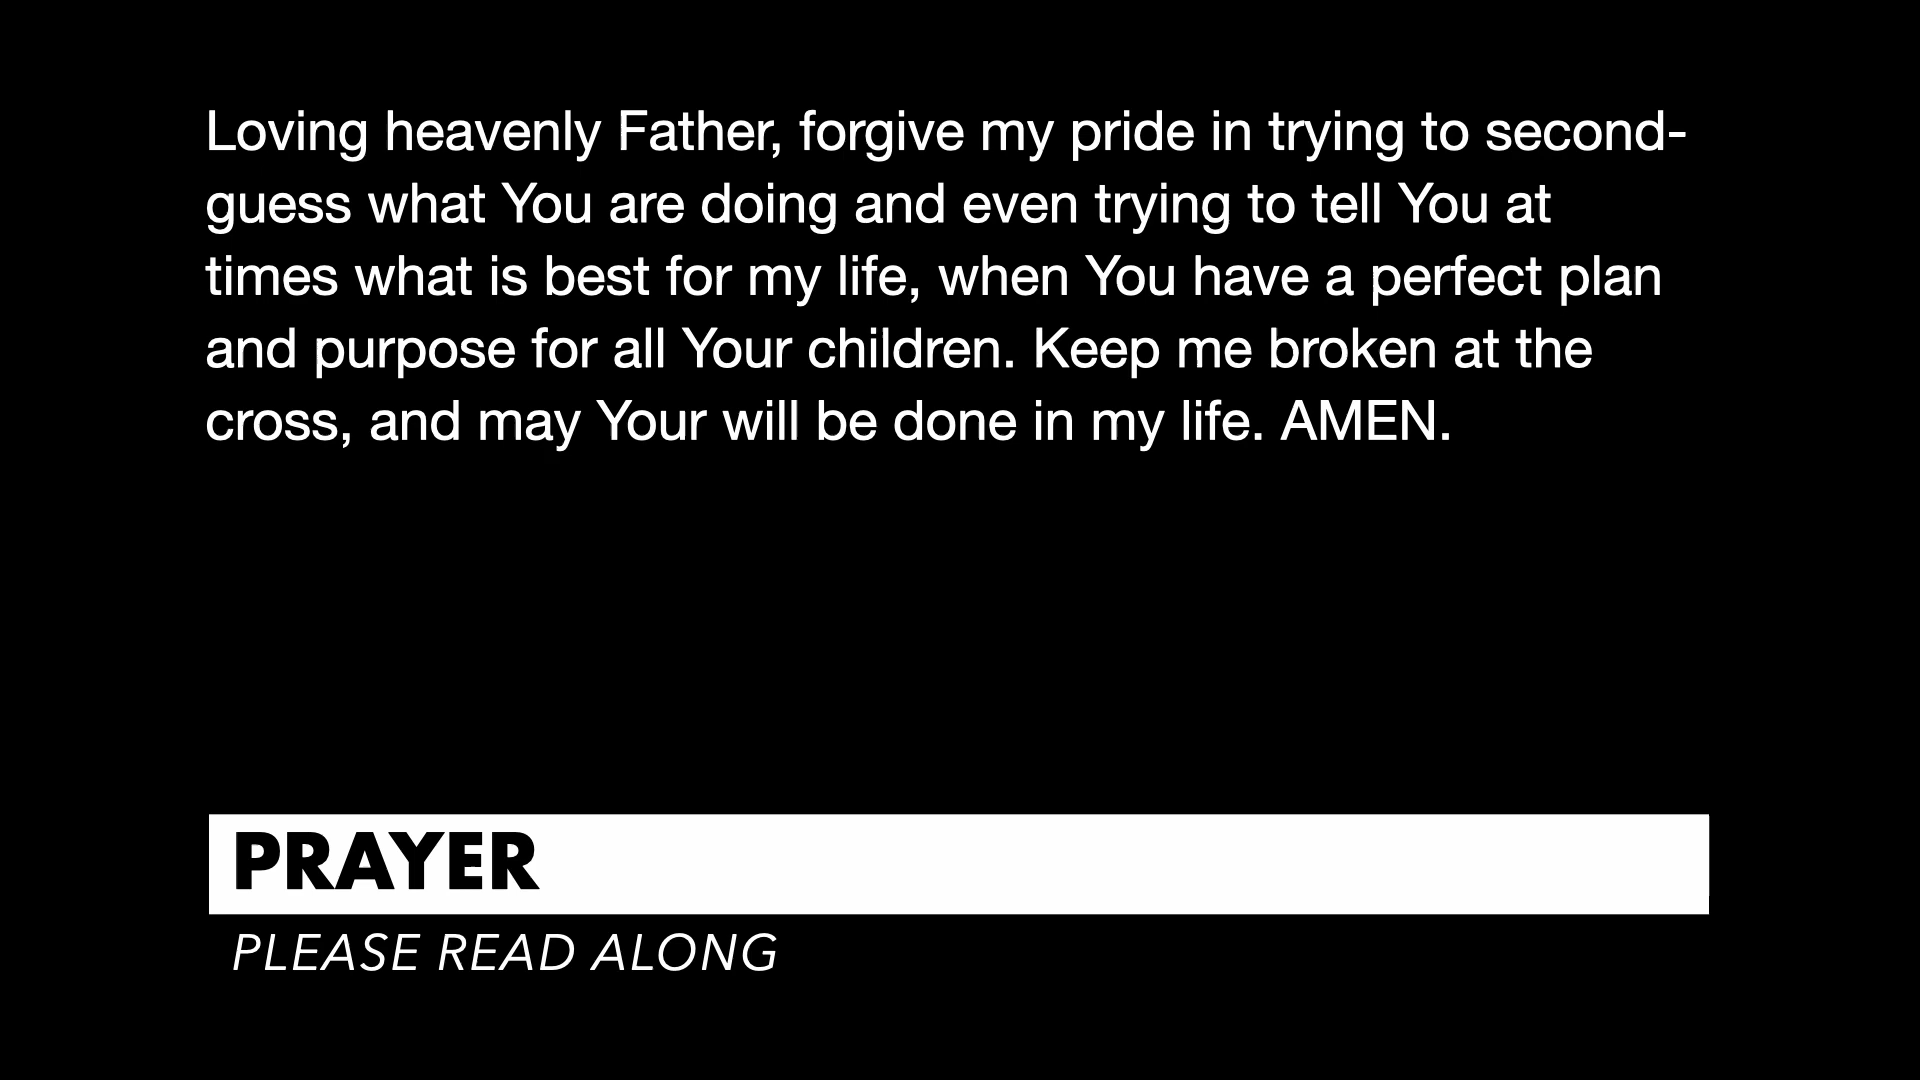 Loving heavenly Father, forgive my pride in trying to second-
guess what You are doing and even trying to tell You at
times what is best for my life, when You have a perfect plan
and purpose for all Your children. Keep me broken at the
cross, and may Your will be done in my life. AMEN.
PRAYER
PLEASE READ ALONG